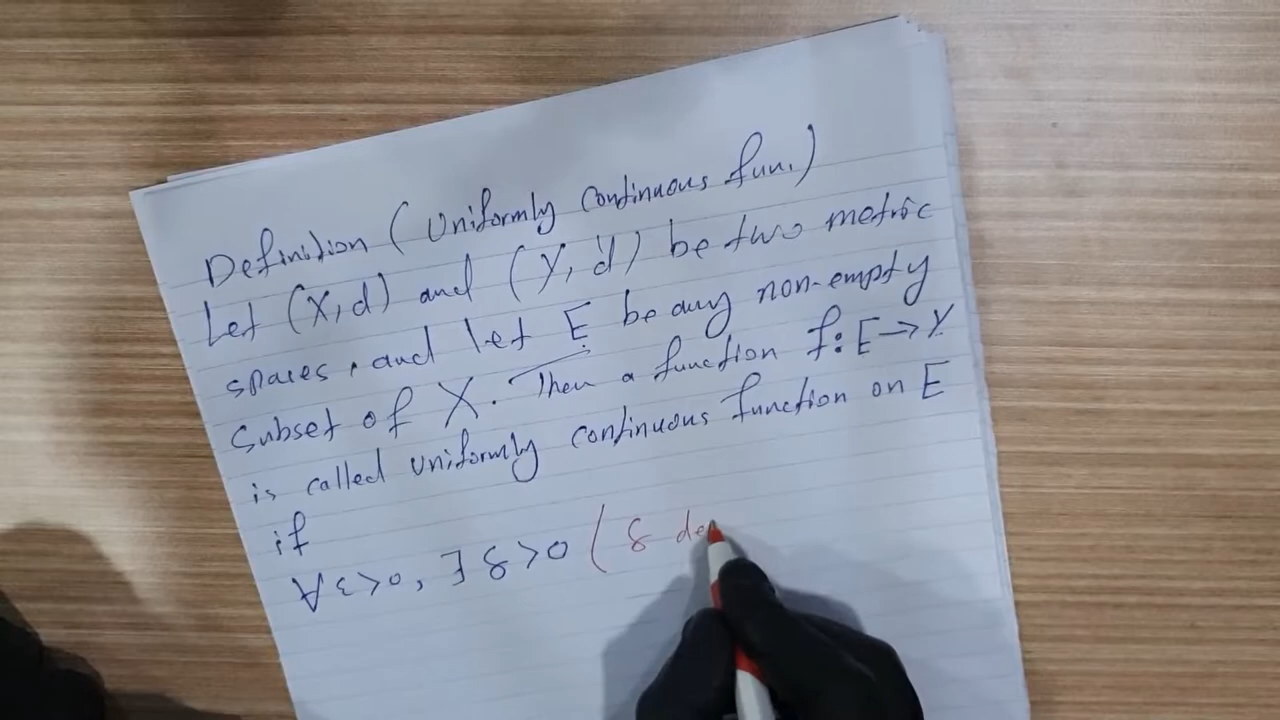 Definition (Uniformly continuous fun.)
Let (X,d) and (Y,d') be two metric
spaces, and let E be any non-empty
subset of X. Then a function f:E→Y
is called uniformly continuous function on E
if
∀ε>0, ∃ δ>0 (δ de